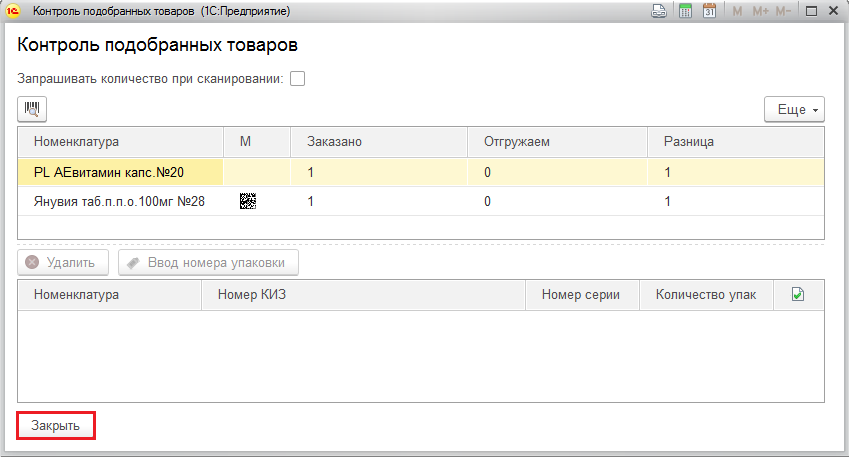 Контроль подобранных товаров (1С:Предприятие)
M M+ M-
Контроль подобранных товаров
Запрашивать количество при сканировании:
Еще
Номенклатура М Заказано Отгружаем Разница
PL АЕвитамин капс.№20 1 0 1
Янувия таб.п.п.о.100мг №28 1 0 1
Удалить Ввод номера упаковки
Номенклатура Номер КИЗ Номер серии Количество упак
Закрыть